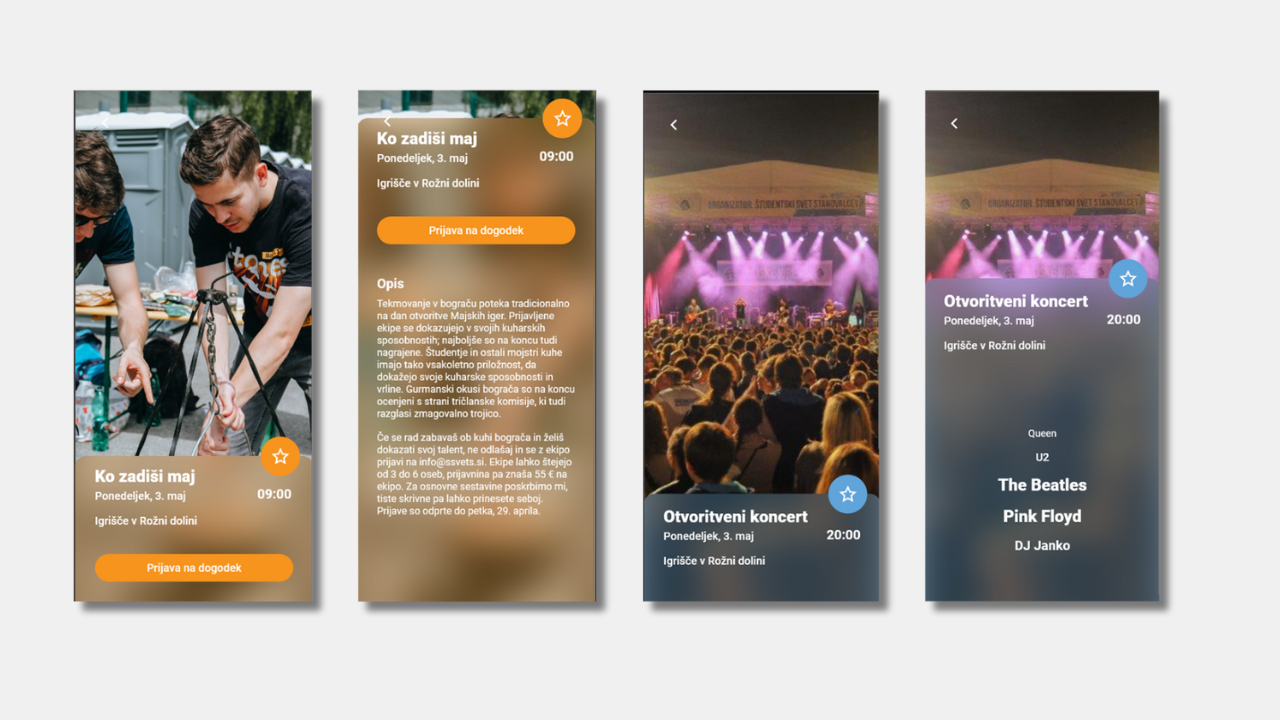 Ko zadiši maj
Ponedeljek, 3. maj
09:00
Igrišče v Rožni dolini
Prijava na dogodek
Ko zadiši maj
Ponedeljek, 3. maj
09:00
Igrišče v Rožni dolini
Prijava na dogodek
Opis
Tekmovanje v bograču poteka tradicionalno
na dan otvoritve Majskih iger. Prijavljene
ekipe se dokazujejo v svojih kuharskih
sposobnostih; najboljše so na koncu tudi
nagrajene. Študentje in ostali mojstri kuhe
imajo tako vsakoletno priložnost, da
dokažejo svoje kuharske sposobnosti in
vrline. Gurmanski okusi bograča so na koncu
ocenjeni s strani tričlanske komisije, ki tudi
razglasi zmagovalno trojico.
Če se rad zabavaš ob kuhi bograča in želiš
dokazati svoj talent, ne odlašaj in se z ekipo
prijavi na info@ssvets.si. Ekipe lahko štejejo
od 3 do 6 oseb, prijavnina pa znaša 55 € na
ekipo. Za osnovne sestavine poskrbimo mi,
tiste skrivne pa lahko prinesete seboj.
Prijave so odprte do petka, 29. aprila.
ORGANIZATOR: ŠTUDENTSKI SVET STANOVALCEV
Otvoritveni koncert
Ponedeljek, 3. maj
20:00
Igrišče v Rožni dolini
ORGANIZATOR: ŠTUDENTSKI SVET STANOVALCEV
Otvoritveni koncert
Ponedeljek, 3. maj
20:00
Igrišče v Rožni dolini
Queen
U2
The Beatles
Pink Floyd
DJ Janko